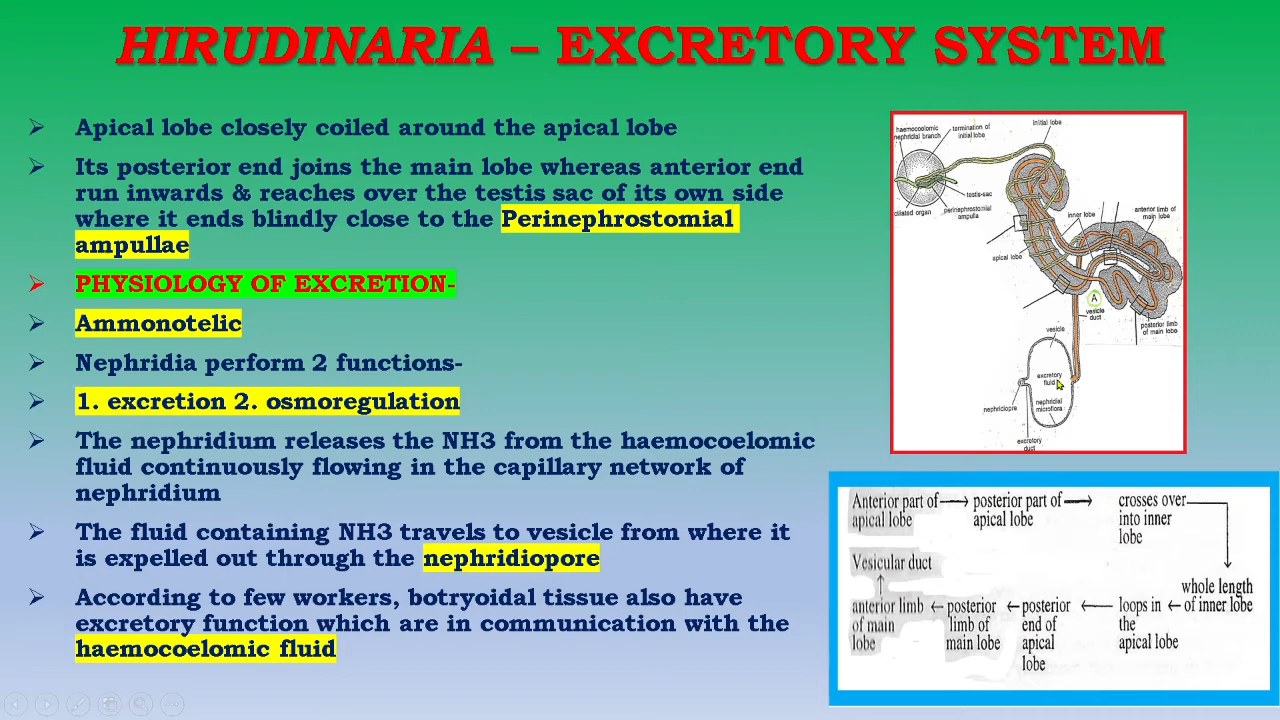 HIRUDINARIA – EXCRETORY SYSTEM
Apical lobe closely coiled around the apical lobe
Its posterior end joins the main lobe whereas anterior end
run inwards & reaches over the testis sac of its own side
where it ends blindly close to the Perinephrostomial
ampullae
PHYSIOLOGY OF EXCRETION-
Ammonotelic
Nephridia perform 2 functions-
1. excretion 2. osmoregulation
The nephridium releases the NH3 from the haemocoelomic
fluid continuously flowing in the capillary network of
nephridium
The fluid containing NH3 travels to vesicle from where it
is expelled out through the nephridiopore
According to few workers, botryoidal tissue also have
excretory function which are in communication with the
haemocoelomic fluid
haemocoelomic
nephridial branch
termination of
initial lobe
initial lobe
testis-sac
perinephrostomial
ampulla
ciliated organ
inner lobe
anterior limb of
main lobe
apical lobe
A
vesicle
duct
posterior limb
of main lobe
vesicle
excretory
fluid
nephridiopre
nephridial
microflora
excretory
duct
Anterior part of
apical lobe
posterior part of
apical lobe
crosses over
into inner
lobe
Vesicular duct
whole length
of inner lobe
anterior limb
of main
lobe
posterior
limb of
main lobe
posterior
end of
apical
lobe
loops in
the
apical lobe